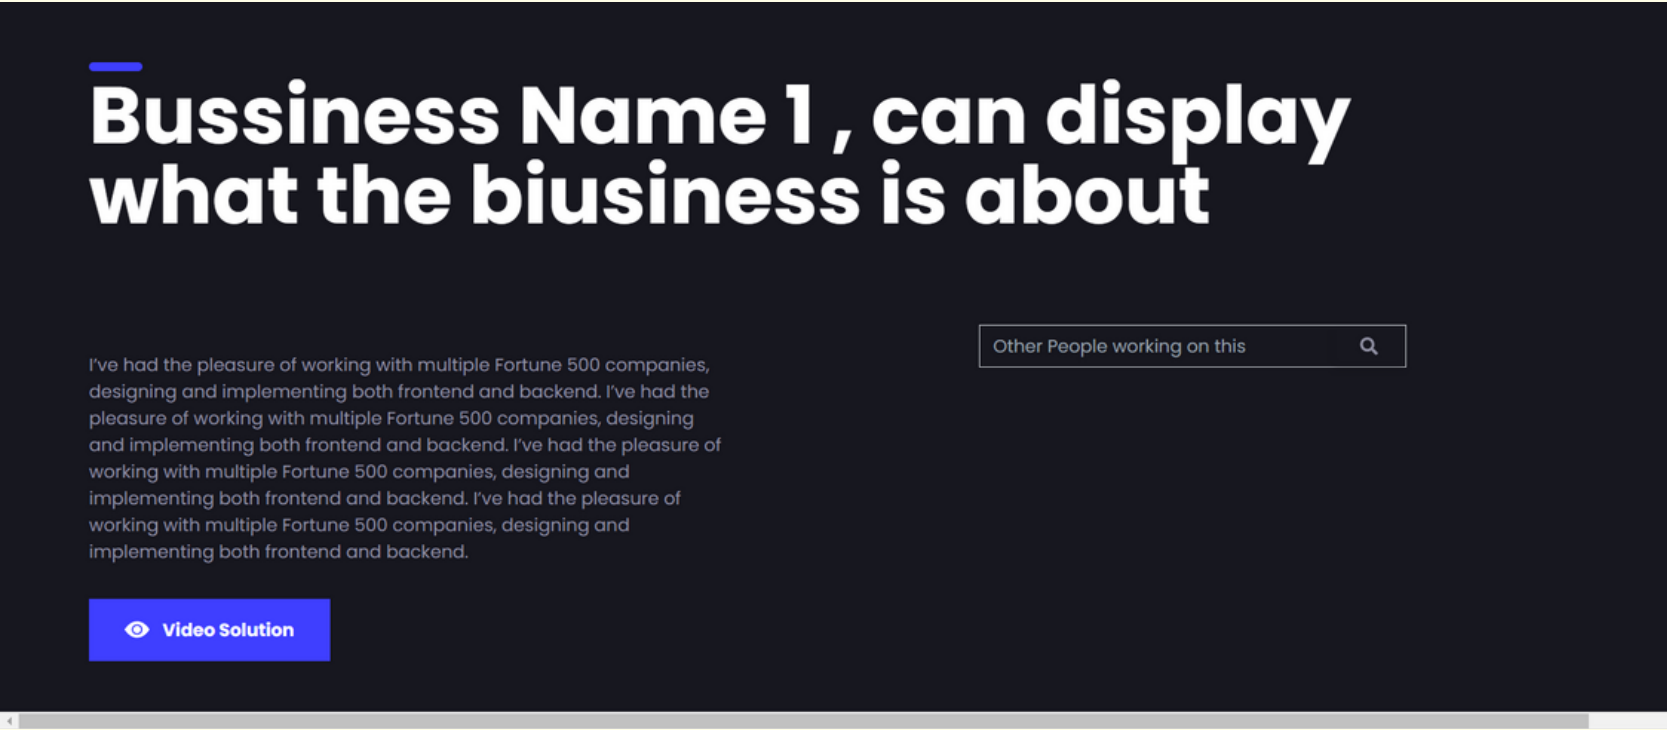 Bussiness Name 1 , can display
what the biusiness is about
Other People working on this
I've had the pleasure of working with multiple Fortune 500 companies,
designing and implementing both frontend and backend. I've had the
pleasure of working with multiple Fortune 500 companies, designing
and implementing both frontend and backend. I've had the pleasure of
working with multiple Fortune 500 companies, designing and
implementing both frontend and backend. I've had the pleasure of
working with multiple Fortune 500 companies, designing and
implementing both frontend and backend.
Video Solution